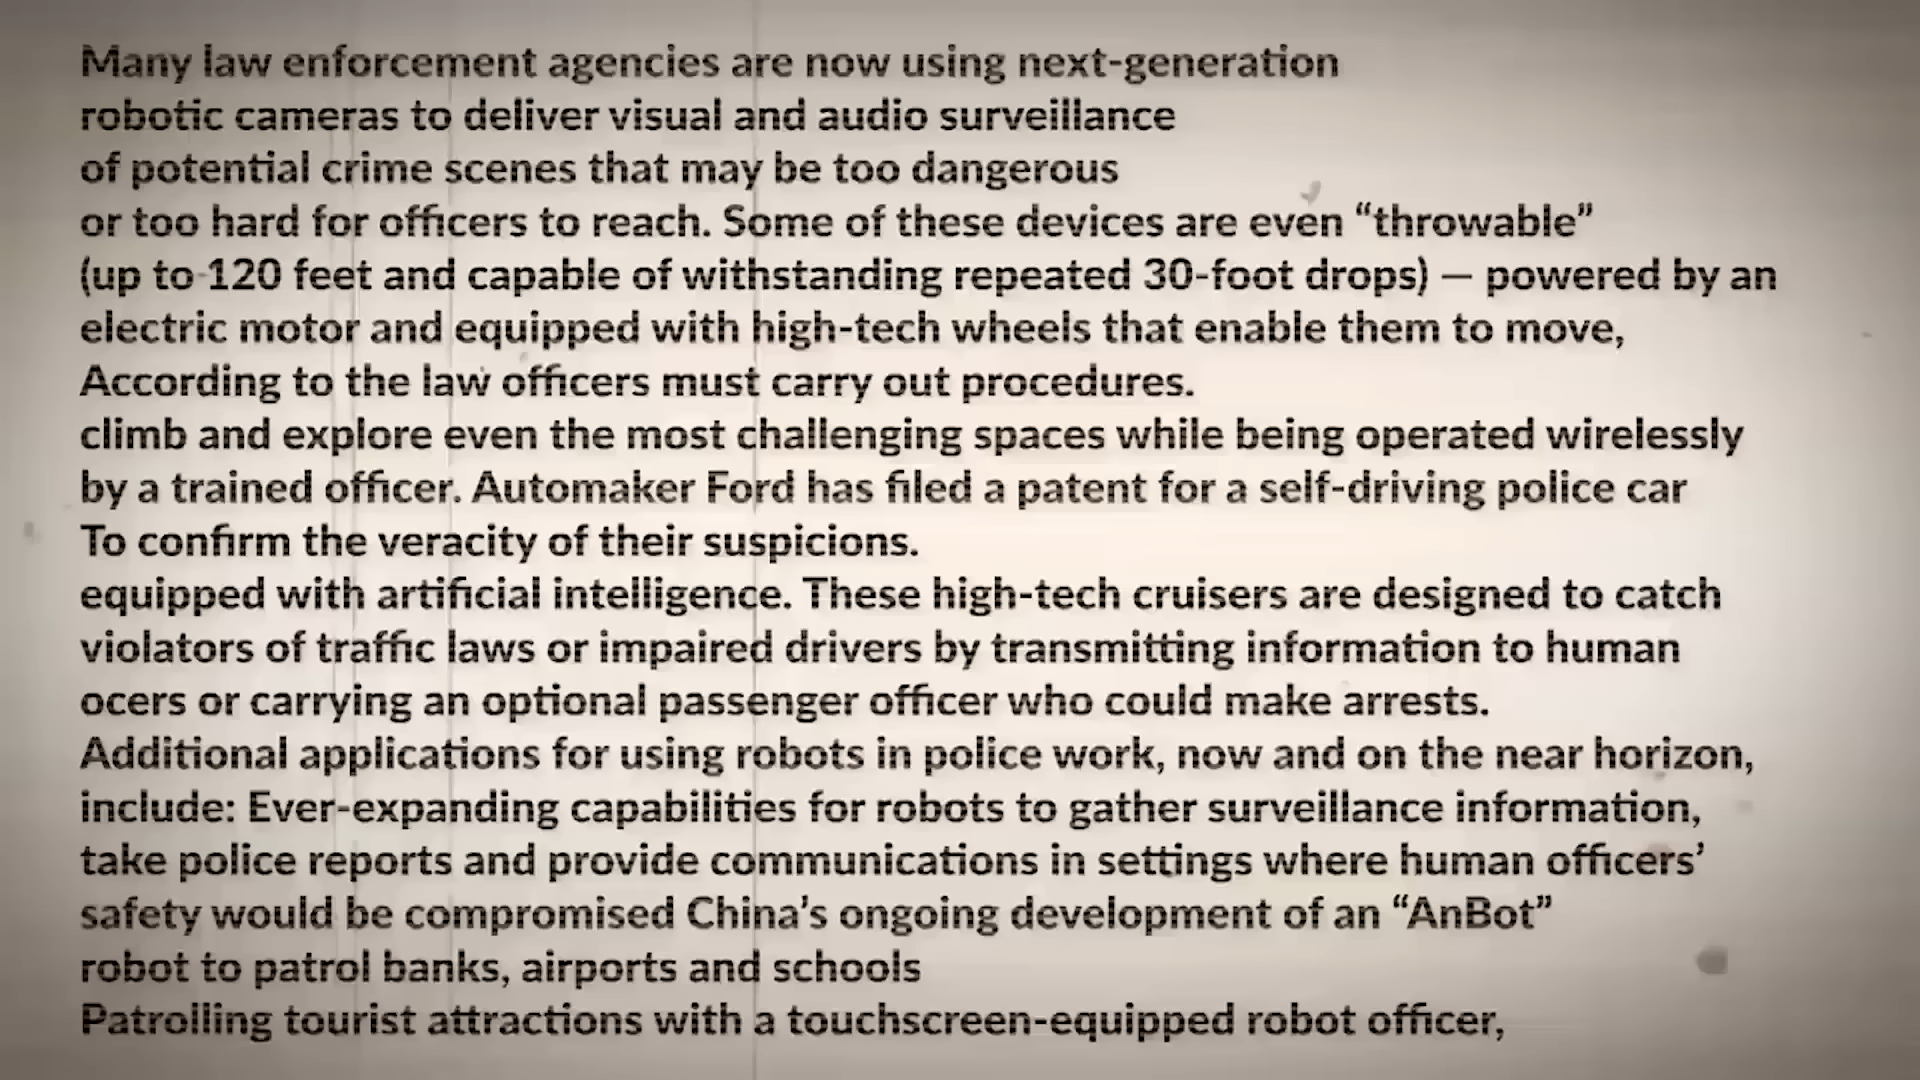 Many law enforcement agencies are now using next-generation
robotic cameras to deliver visual and audio surveillance
of potential crime scenes that may be too dangerous
or too hard for officers to reach. Some of these devices are even “throwable”
(up to 120 feet and capable of withstanding repeated 30-foot drops) — powered by an
electric motor and equipped with high-tech wheels that enable them to move,
According to the law officers must carry out procedures.
climb and explore even the most challenging spaces while being operated wirelessly
by a trained officer. Automaker Ford has filed a patent for a self-driving police car
To confirm the veracity of their suspicions.
equipped with artificial intelligence. These high-tech cruisers are designed to catch
violators of traffic laws or impaired drivers by transmitting information to human
ocers or carrying an optional passenger officer who could make arrests.
Additional applications for using robots in police work, now and on the near horizon,
include: Ever-expanding capabilities for robots to gather surveillance information,
take police reports and provide communications in settings where human officers’
safety would be compromised China’s ongoing development of an “AnBot”
robot to patrol banks, airports and schools
Patrolling tourist attractions with a touchscreen-equipped robot officer,